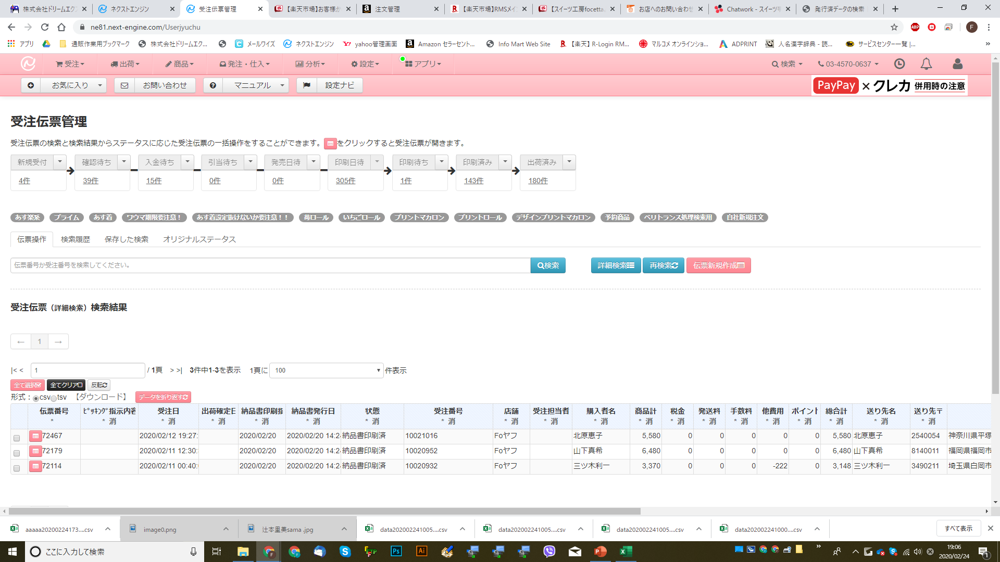 株式会社ドリームエク
ネクストエンジン
受注伝票管理
【楽天市場】お客様か
注文管理
【楽天市場】RMSメイン
【スイーツ工房focetta
お店へのお問い合わせ
Chatwork - スイーツ
発行済データの検索
ne81.next-engine.com/Userjyuchu
アプリ
通販作業用ブックマーク
株式会社ドリームエク...
メールワイズ
ネクストエンジン
yahoo管理画面
Amazon セラーセント...
Info Mart Web Site
【楽天】 R-Login RM...
マルコメ オンラインショ...
ADPRINT
人名漢字辞典 - 読...
サービスセンター一覧 |...
受注
出荷
商品
発注・仕入
分析
設定
アプリ
検索
03-4570-0637
お気に入り
お問い合わせ
マニュアル
設定ナビ
PayPay × クレカ 併用時の注意
受注伝票管理
受注伝票の検索と検索結果からステータスに応じた受注伝票の一括操作をすることができます。 をクリックすると受注伝票が開きます。
新規受付 確認待ち 入金待ち 引当待ち 発売日待 印刷日待 印刷待ち 印刷済み 出荷済み
4件 39件 15件 0件 0件 305件 1件 143件 180件
あす楽系 プライム あす着 ワウマ期限要注意！ あす着設定抜けないか要注意！！ 苺ロール いちごロール プリントマカロン プリントロール デザインプリントマカロン 予約商品 ベリトランス処理検索用 自社新規注文
伝票操作 検索履歴 保存した検索 オリジナルステータス
伝票番号か受注番号を検索してください。
検索
詳細検索
再検索
伝票新規作成
受注伝票（詳細検索）検索結果
← 1 →
|< < 1 / 1頁 > >| 3件中1-3を表示 1頁に 100 件表示
全て選択 全てクリア 反転
形式：csv tsv 【ダウンロード】 データを折り返す
伝票番号 ﾋﾟｯｷﾝｸﾞ指示内容 受注日 出荷確定日 納品書印刷指 納品書発行日 状態 受注番号 店舗 受注担当者 購入者名 商品計 税金 発送料 手数料 他費用 ポイント 総合計 送り先名 送り先〒
* * 消 * 消 * 消 * 消 * 消 * 消 * 消 * 消 * 消 * 消 * 消 * 消 * 消 * 消 * 消 * 消 * 消 * 消 * 消
72467 2020/02/12 19:27: 2020/02/20 2020/02/20 14:24 納品書印刷済 10021016 Foヤフ 北原恵子 5,580 0 0 0 0 0 5,580 北原恵子 2540054 神奈川県平塚
72179 2020/02/11 12:30: 2020/02/20 2020/02/20 14:24 納品書印刷済 10020952 Foヤフ 山下真希 6,480 0 0 0 0 0 6,480 山下真希 8140011 福岡県福岡市
72114 2020/02/11 00:40: 2020/02/20 2020/02/20 14:24 納品書印刷済 10020932 Foヤフ 三ツ木利一 3,370 0 0 0 -222 0 3,148 三ツ木利一 3490211 埼玉県白岡市
aaaaa20200224173....csv
image0.png
辻本里美sama .jpg
data202002241005....csv
data202002241005....csv
data202002241005....csv
data202002241000....csv
すべて表示
ここに入力して検索
19:06
2020/02/24